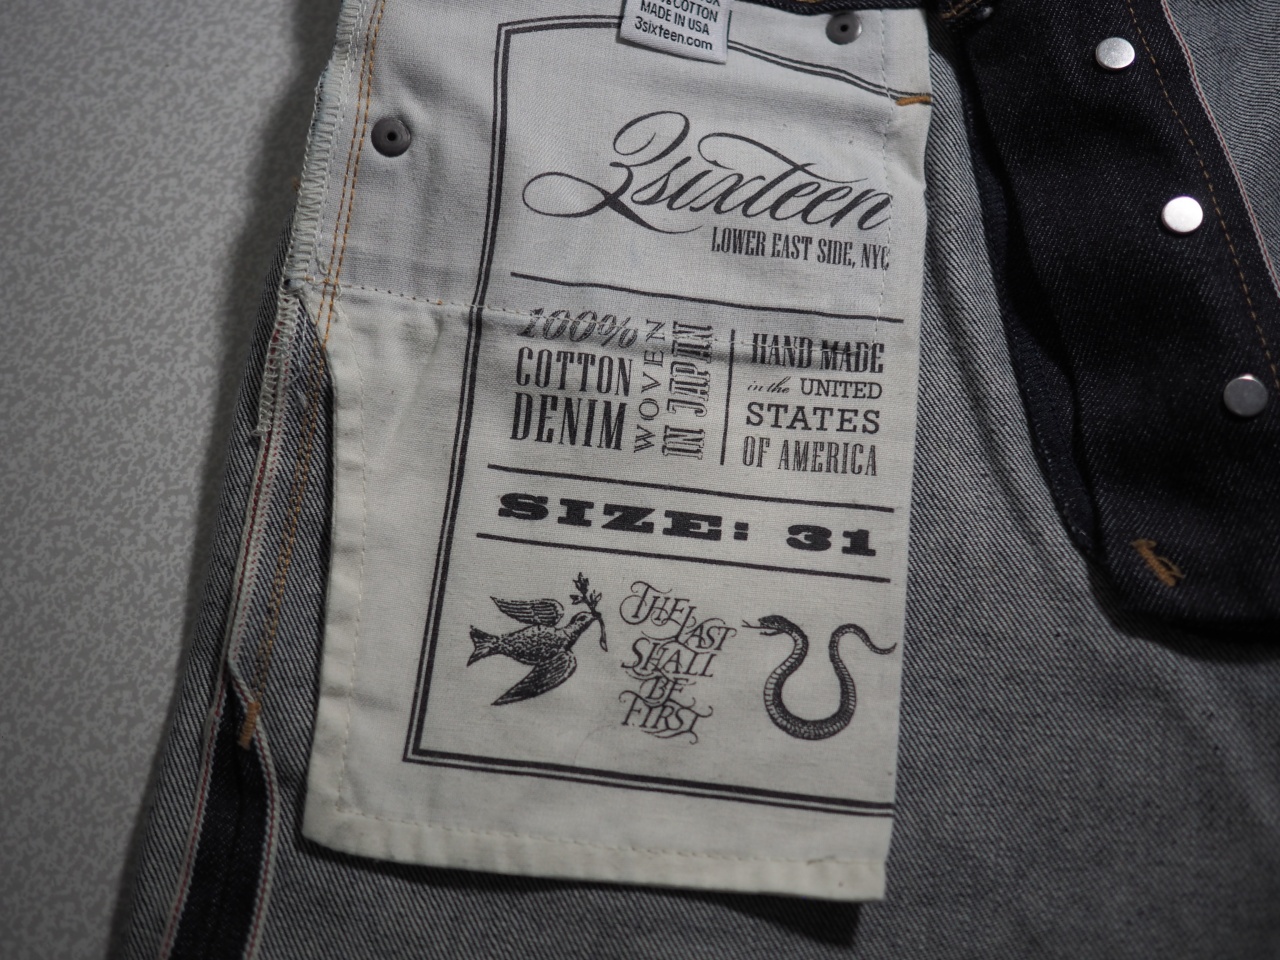 COTTON
MADE IN USA
3sixteen.com
3sixteen
LOWER EAST SIDE, NYC
100%
COTTON
DENIM
WOVEN
IN JAPAN
HAND MADE
in the UNITED
STATES
OF AMERICA
SIZE: 31
THE
LAST
SHALL
BE
FIRST